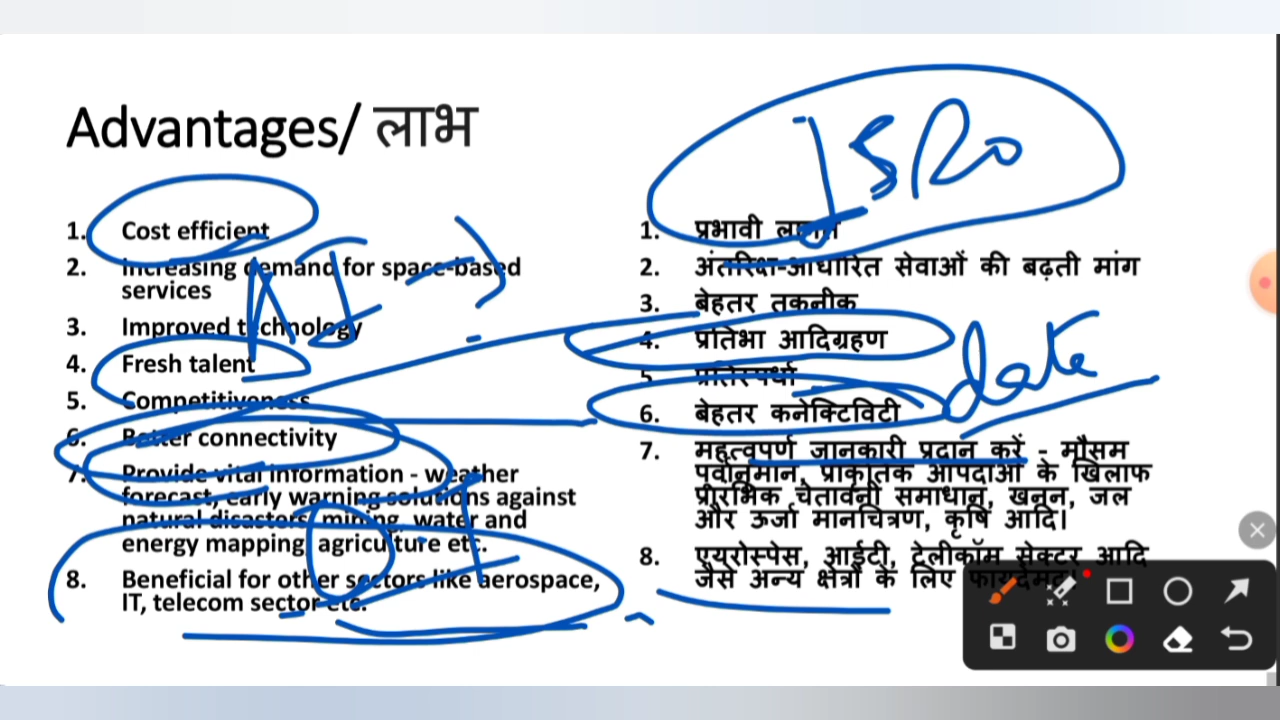 Advantages/ लाभ
ISRO
1. Cost efficient
2. Increasing demand for space-based
services
3. Improved technology
4. Fresh talent
5. Competitiveness
6. Better connectivity
7. Provide vital information - weather
forecast, early warning solutions against
natural disasters, mining, water and
energy mapping, agriculture etc.
8. Beneficial for other sectors like aerospace,
IT, telecom sector etc.
AI
1. प्रभावी लागत
2. अंतरिक्ष-आधारित सेवाओं की बढ़ती मांग
3. बेहतर तकनीक
4. प्रतिभा आदिग्रहण
5. प्रतिस्पर्धा
6. बेहतर कनेक्टिविटी
7. महत्वपूर्ण जानकारी प्रदान करें - मौसम
पूर्वानुमान, प्राकृतिक आपदाओं के खिलाफ
प्रारंभिक चेतावनी समाधान, खनन, जल
और ऊर्जा मानचित्रण, कृषि आदि।
8. एयरोस्पेस, आईटी, टेलीकॉम सेक्टर आदि
जैसे अन्य क्षेत्रों के लिए फायदेमंद।